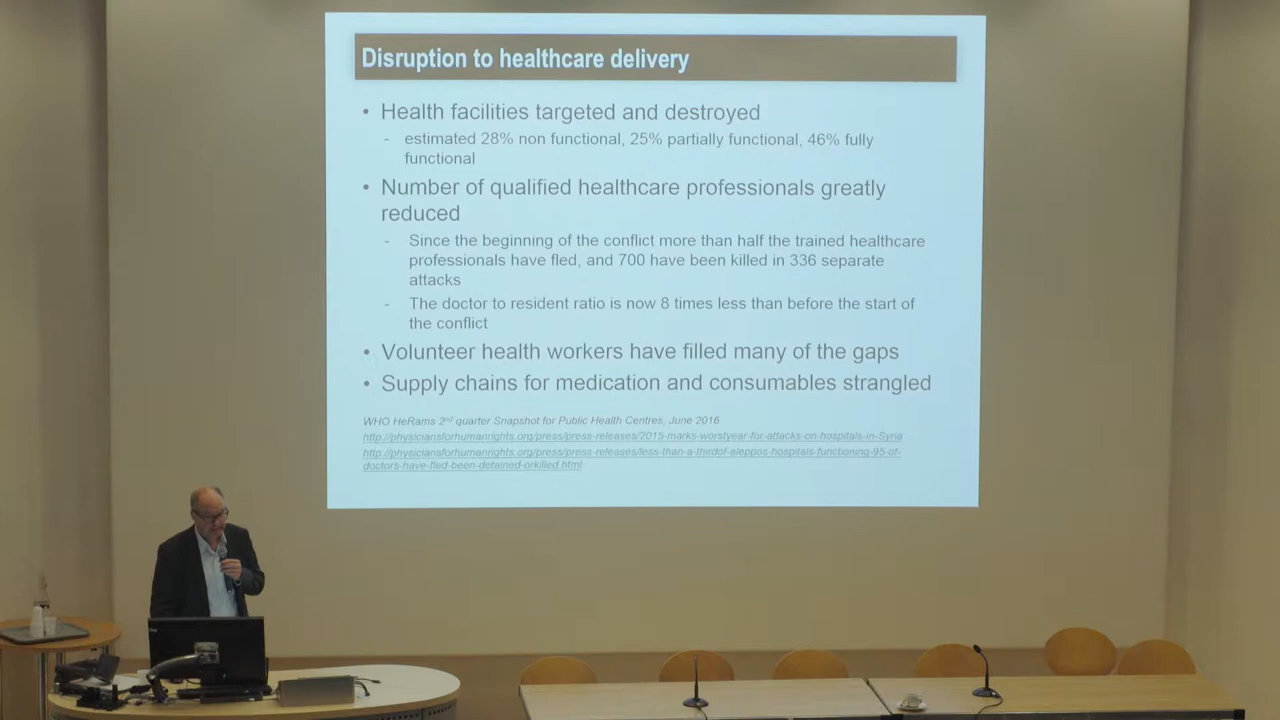 Disruption to healthcare delivery
• Health facilities targeted and destroyed
- estimated 28% non functional, 25% partially functional, 46% fully
functional
• Number of qualified healthcare professionals greatly
reduced
- Since the beginning of the conflict more than half the trained healthcare
professionals have fled, and 700 have been killed in 336 separate
attacks
- The doctor to resident ratio is now 8 times less than before the start of
the conflict
• Volunteer health workers have filled many of the gaps
• Supply chains for medication and consumables strangled
WHO HeRams 2nd quarter Snapshot for Public Health Centres, June 2016
http://physiciansforhumanrights.org/press/press-releases/2015-marks-worstyear-for-attacks-on-hospitals-in-Syria
http://physiciansforhumanrights.org/press/press-releases/less-than-a-thirdof-aleppos-hospitals-functioning-95-of-
doctors-have-fled-been-detained-orkilled.html